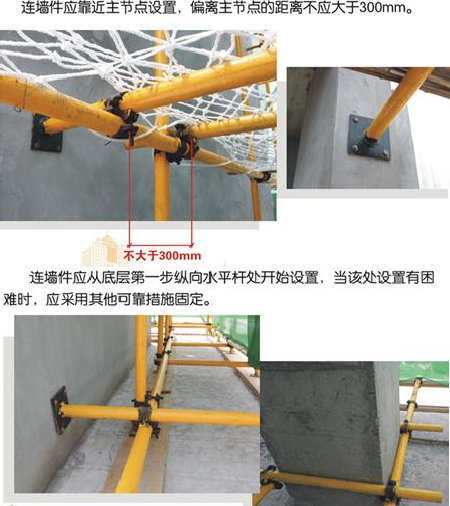 连墙件应靠近主节点设置，偏离主节点的距离不应大于300mm。
不大于300mm
连墙件应从底层第一步纵向水平杆处开始设置，当该处设置有困
难时，应采用其他可靠措施固定。